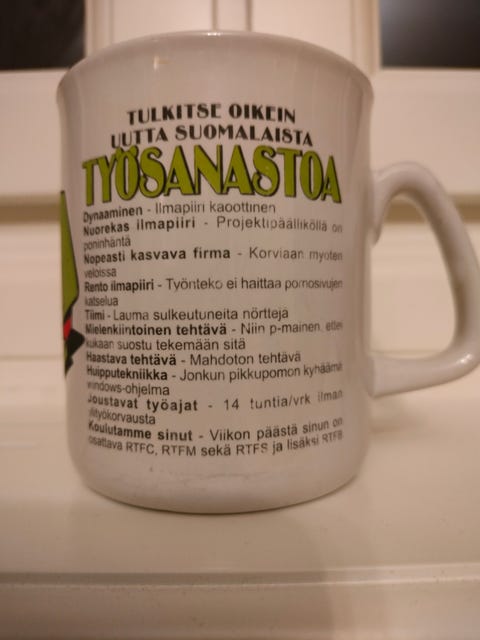 TULKITSE OIKEIN
UUTTA SUOMALAISTA
TYÖSANASTOA
Dynaaminen - Ilmapiiri kaoottinen
Nuorekas ilmapiiri - Projektipäälliköllä on
poninhäntä
Nopeasti kasvava firma - Korviaan myöten
veloissa
Rento ilmapiiri - Työnteko ei haittaa pornosivujen
katselua
Tiimi - Lauma sulkeutuneita nörttejä
Mielenkiintoinen tehtävä - Niin p-mainen, ettei
kukaan suostu tekemään sitä
Haastava tehtävä - Mahdoton tehtävä
Huipputekniikka - Jonkun pikkupomon kyhäämä
windows-ohjelma
Joustavat työajat - 14 tuntia/vrk ilman
ylityökorvausta
Koulutamme sinut - Viikon päästä sinun on
osattava RTFC, RTFM sekä RTFS ja lisäksi RTFB